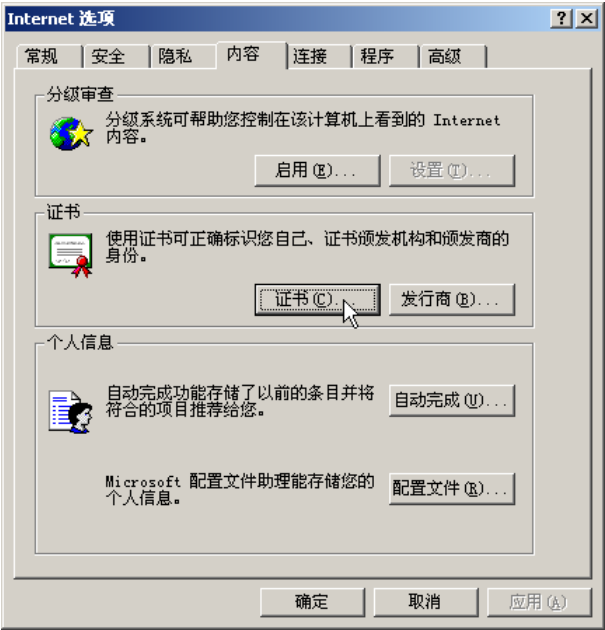 Internet 选项
常规 安全 隐私 内容 连接 程序 高级
分级审查
分级系统可帮助您控制在该计算机上看到的 Internet
内容。
启用(E)... 设置(T)...
证书
使用证书可正确标识您自己、证书颁发机构和颁发商的
身份。
证书(C)... 发行商(B)...
个人信息
自动完成功能存储了以前的条目并将
符合的项目推荐给您。
自动完成(U)...
Microsoft 配置文件助理能存储您的
个人信息。
配置文件(R)...
确定 取消 应用(A)